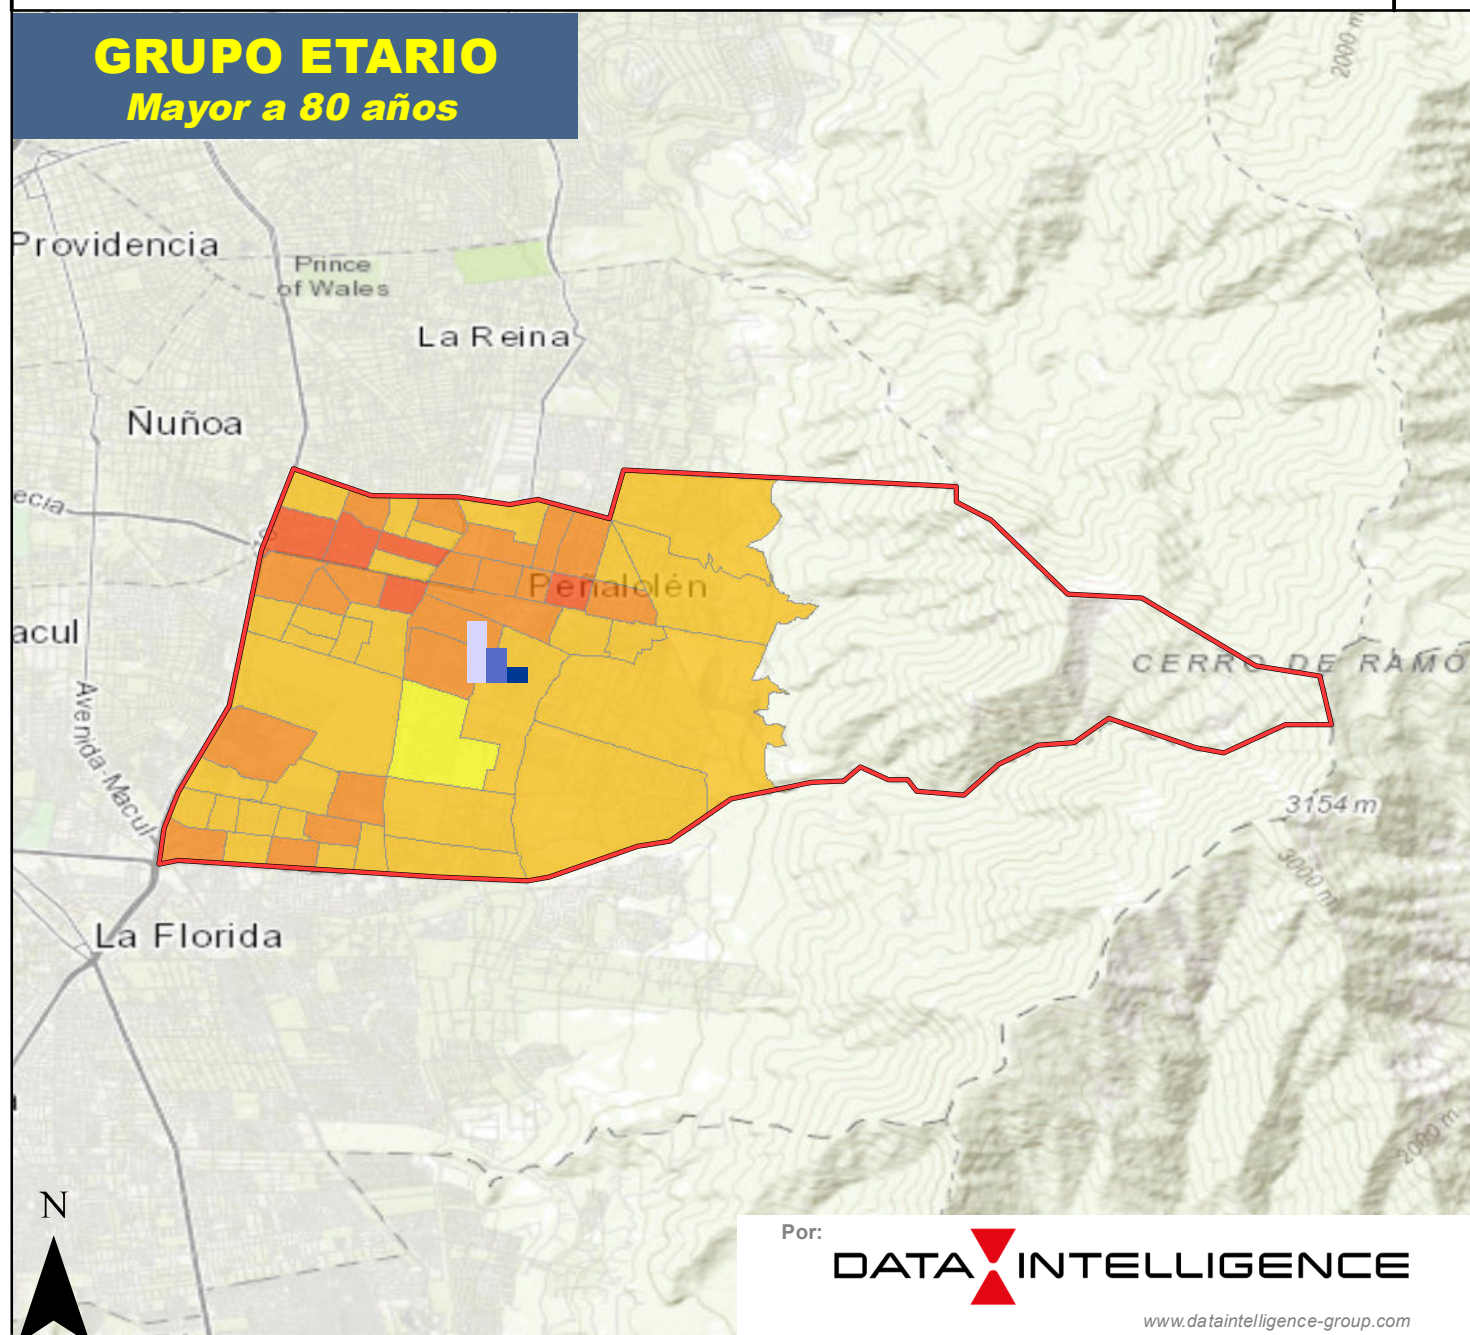 GRUPO ETARIO
Mayor a 80 años
2000 m
Providencia
Prince
of Wales
La Reina
Ñuñoa
ecia
Peñalolén
acul
CERRO DE RAMÓ
Avenida Macul
3154 m
3000 m
La Florida
2000 m
N
Por:
DATA INTELLIGENCE
www.dataintelligence-group.com